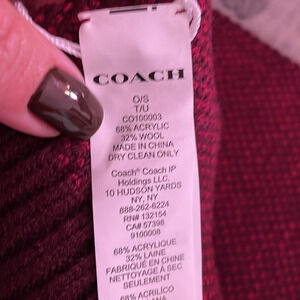 COACH
O/S
T/U
CO100003
68% ACRYLIC
32% WOOL
MADE IN CHINA
DRY CLEAN ONLY
Coach® Coach IP
Holdings LLC.
10 HUDSON YARDS
NY, NY
888-262-6224
RN# 132154
CA# 57398
9100008
68% ACRYLIQUE
32% LAINE
FABRIQUÉ EN CHINE
NETTOYAGE À SEC
SEULEMENT
68% ACRÍLICO